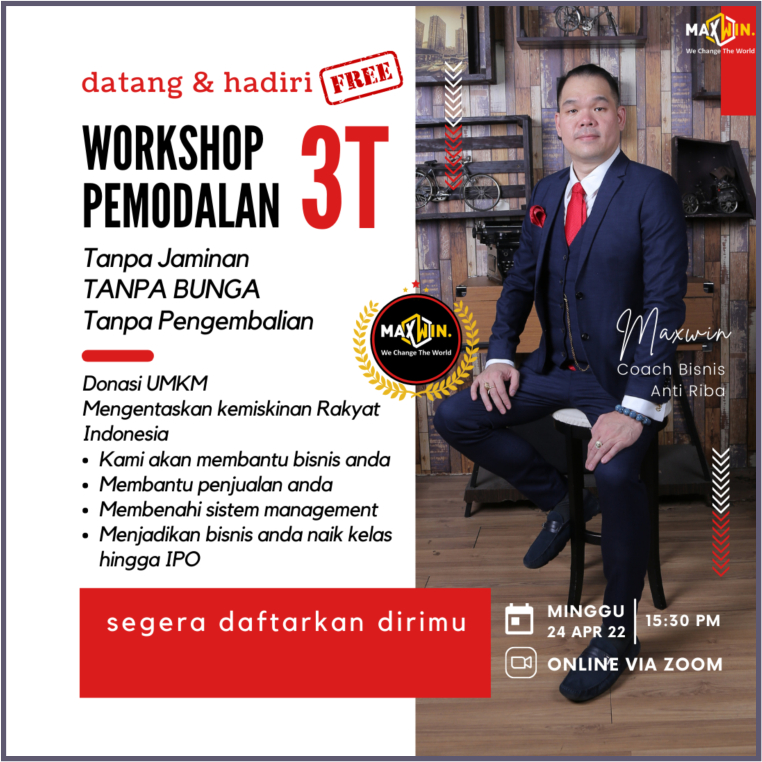 datang & hadiri FREE
WORKSHOP
PEMODALAN
3T
Tanpa Jaminan
TANPA BUNGA
Tanpa Pengembalian
Donasi UMKM
Mengentaskan kemiskinan Rakyat
Indonesia
• Kami akan membantu bisnis anda
• Membantu penjualan anda
• Membenahi sistem management
• Menjadikan bisnis anda naik kelas
hingga IPO
segera daftarkan dirimu
MAXWIN.
We Change The World
MAXWIN.
We Change The World
Maxwin
Coach Bisnis
Anti Riba
MINGGU
24 APR 22
15:30 PM
ONLINE VIA ZOOM